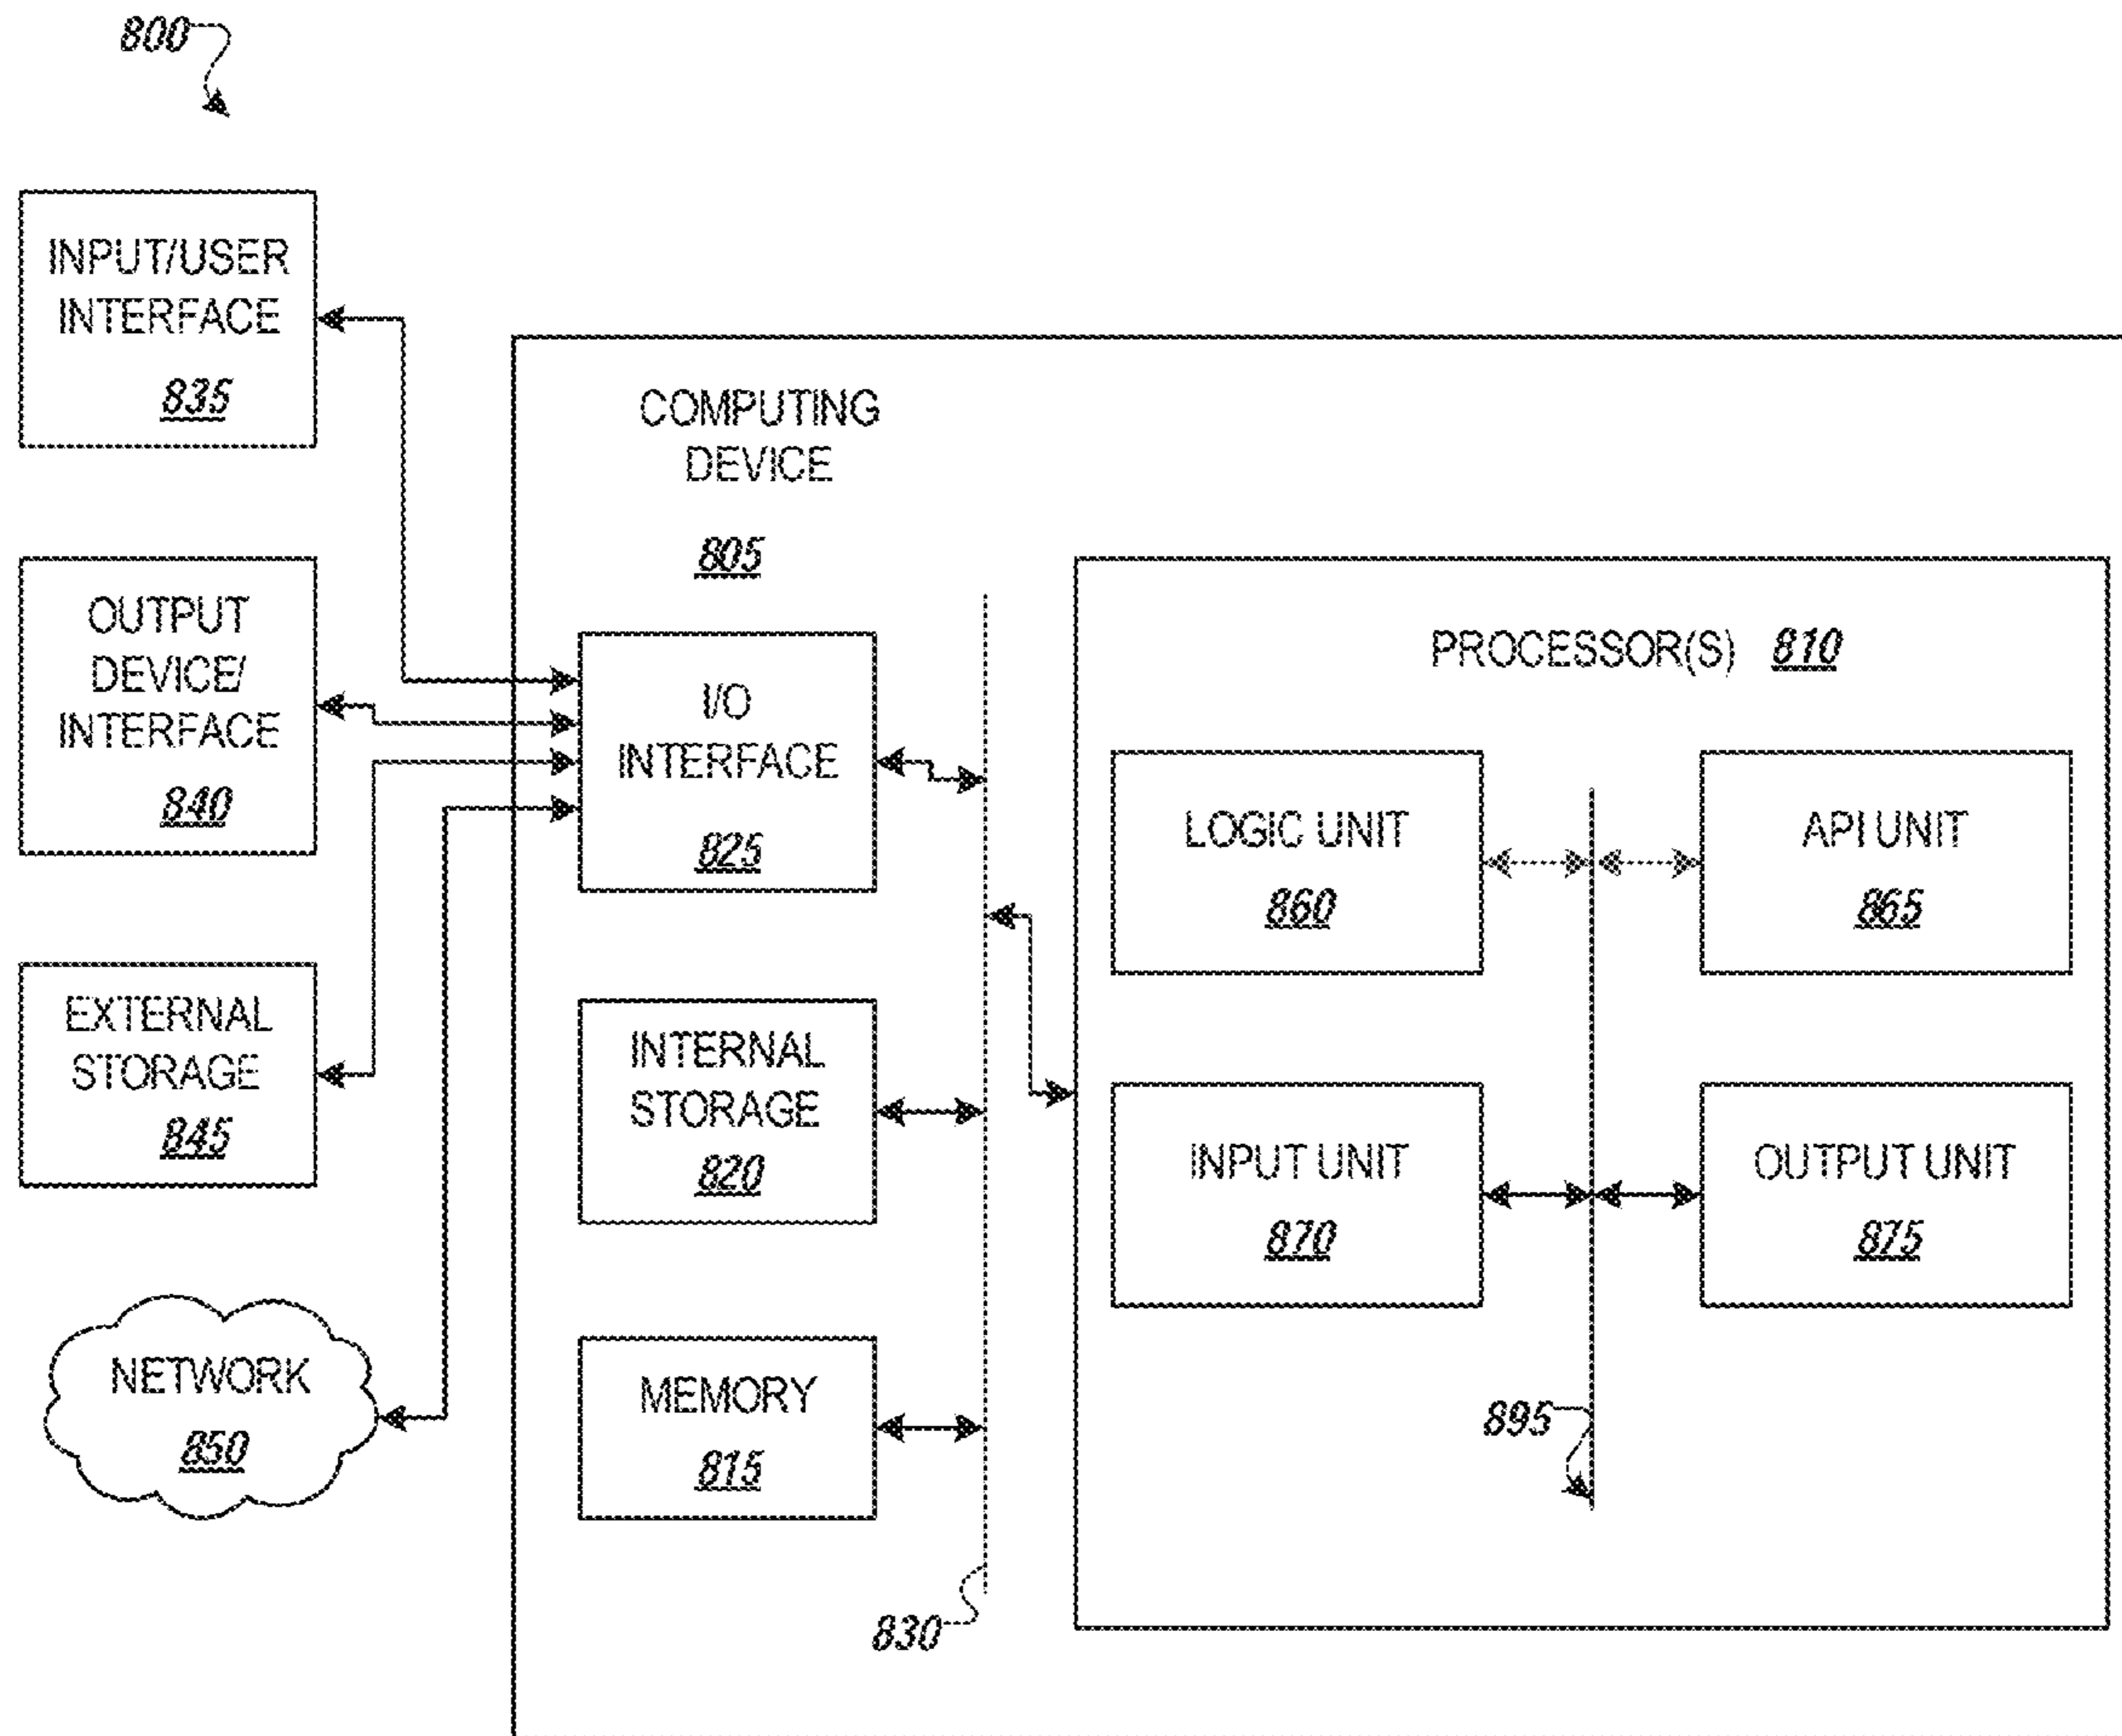 800
INPUT/USER
INTERFACE
835
OUTPUT
DEVICE/
INTERFACE
840
EXTERNAL
STORAGE
845
NETWORK
850
COMPUTING
DEVICE
805
I/O
INTERFACE
825
INTERNAL
STORAGE
820
MEMORY
815
830
PROCESSOR(S) 810
LOGIC UNIT
860
API UNIT
865
INPUT UNIT
870
OUTPUT UNIT
875
895